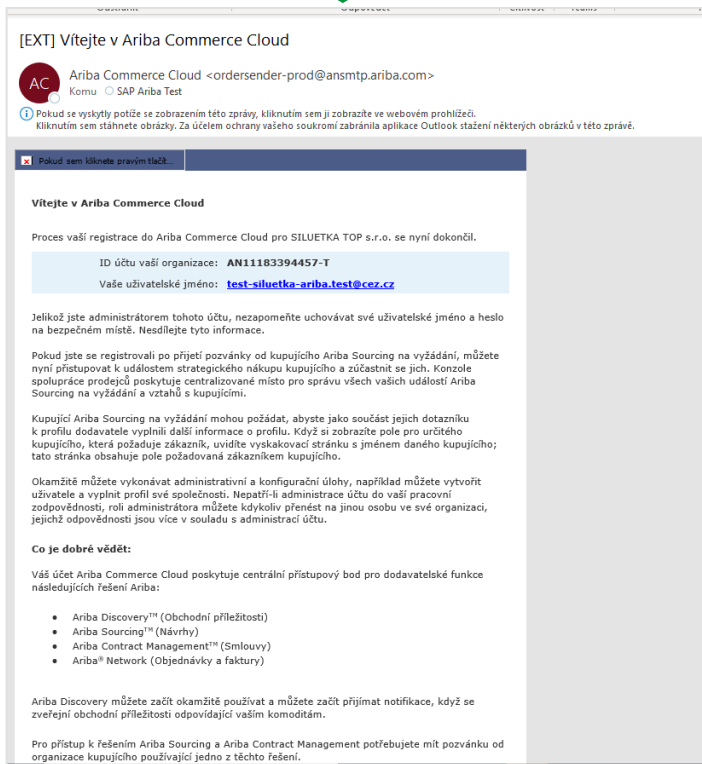 [EXT] Vítejte v Ariba Commerce Cloud
AC
Ariba Commerce Cloud <ordersender-prod@ansmtp.ariba.com>
Komu SAP Ariba Test
Pokud se vyskytly potíže se zobrazením této zprávy, kliknutím sem ji zobrazíte ve webovém prohlížeči.
Kliknutím sem stáhnete obrázky. Za účelem ochrany vašeho soukromí zabránila aplikace Outlook stažení některých obrázků v této zprávě.
Pokud sem kliknete pravým tlačít...
Vítejte v Ariba Commerce Cloud
Proces vaší registrace do Ariba Commerce Cloud pro SILUETKA TOP s.r.o. se nyní dokončil.
ID účtu vaší organizace: AN11183394457-T
Vaše uživatelské jméno: test-siluetka-ariba.test@cez.cz
Jelikož jste administrátorem tohoto účtu, nezapomeňte uchovávat své uživatelské jméno a heslo
na bezpečném místě. Nesdílejte tyto informace.
Pokud jste se registrovali po přijetí pozvánky od kupujícího Ariba Sourcing na vyžádání, můžete
nyní přistupovat k událostem strategického nákupu kupujícího a zúčastnit se jich. Konzole
spolupráce prodejců poskytuje centralizované místo pro správu všech vašich událostí Ariba
Sourcing na vyžádání a vztahů s kupujícími.
Kupující Ariba Sourcing na vyžádání mohou požádat, abyste jako součást jejich dotazníku
k profilu dodavatele vyplnili další informace o profilu. Když si zobrazíte pole pro určitého
kupujícího, která požaduje zákazník, uvidíte vyskakovací stránku s jménem daného kupujícího;
tato stránka obsahuje pole požadovaná zákazníkem kupujícího.
Okamžitě můžete vykonávat administrativní a konfigurační úlohy, například můžete vytvořit
uživatele a vyplnit profil své společnosti. Nepatří-li administrace účtu do vaší pracovní
zodpovědnosti, roli administrátora můžete kdykoliv přenést na jinou osobu ve své organizaci,
jejichž odpovědnosti jsou více v souladu s administrací účtu.
Co je dobré vědět:
Váš účet Ariba Commerce Cloud poskytuje centrální přístupový bod pro dodavatelské funkce
následujících řešení Ariba:
• Ariba Discovery™ (Obchodní příležitosti)
• Ariba Sourcing™ (Návrhy)
• Ariba Contract Management™ (Smlouvy)
• Ariba® Network (Objednávky a faktury)
Ariba Discovery můžete začít okamžitě používat a můžete začít přijímat notifikace, když se
zveřejní obchodní příležitosti odpovídající vaším komoditám.
Pro přístup k řešením Ariba Sourcing a Ariba Contract Management potřebujete mít pozvánku od
organizace kupujícího používající jedno z těchto řešení.